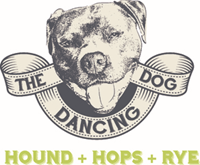 THE DANCING DOG
HOUND + HOPS + RYE